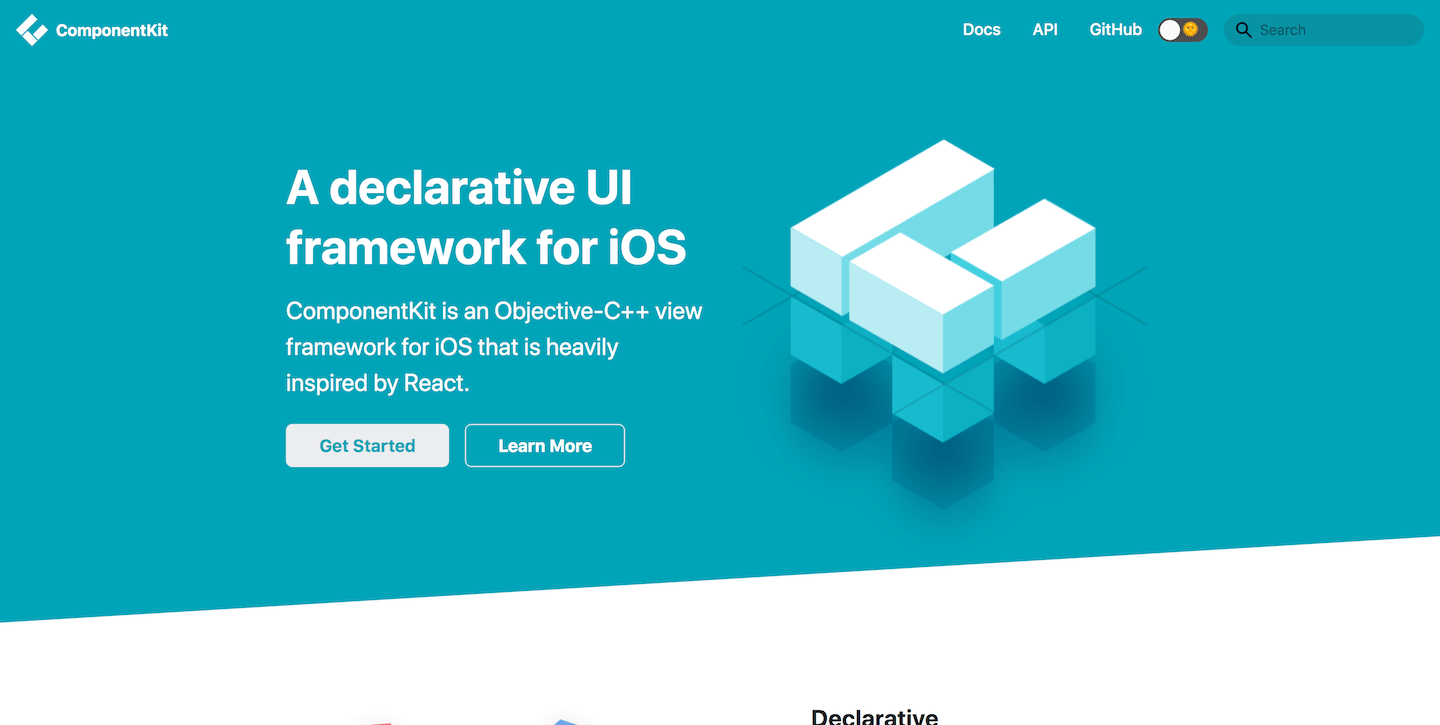 ComponentKit
Docs
API
GitHub
Search
A declarative UI
framework for iOS
ComponentKit is an Objective-C++ view
framework for iOS that is heavily
inspired by React.
Get Started
Learn More
Declarative